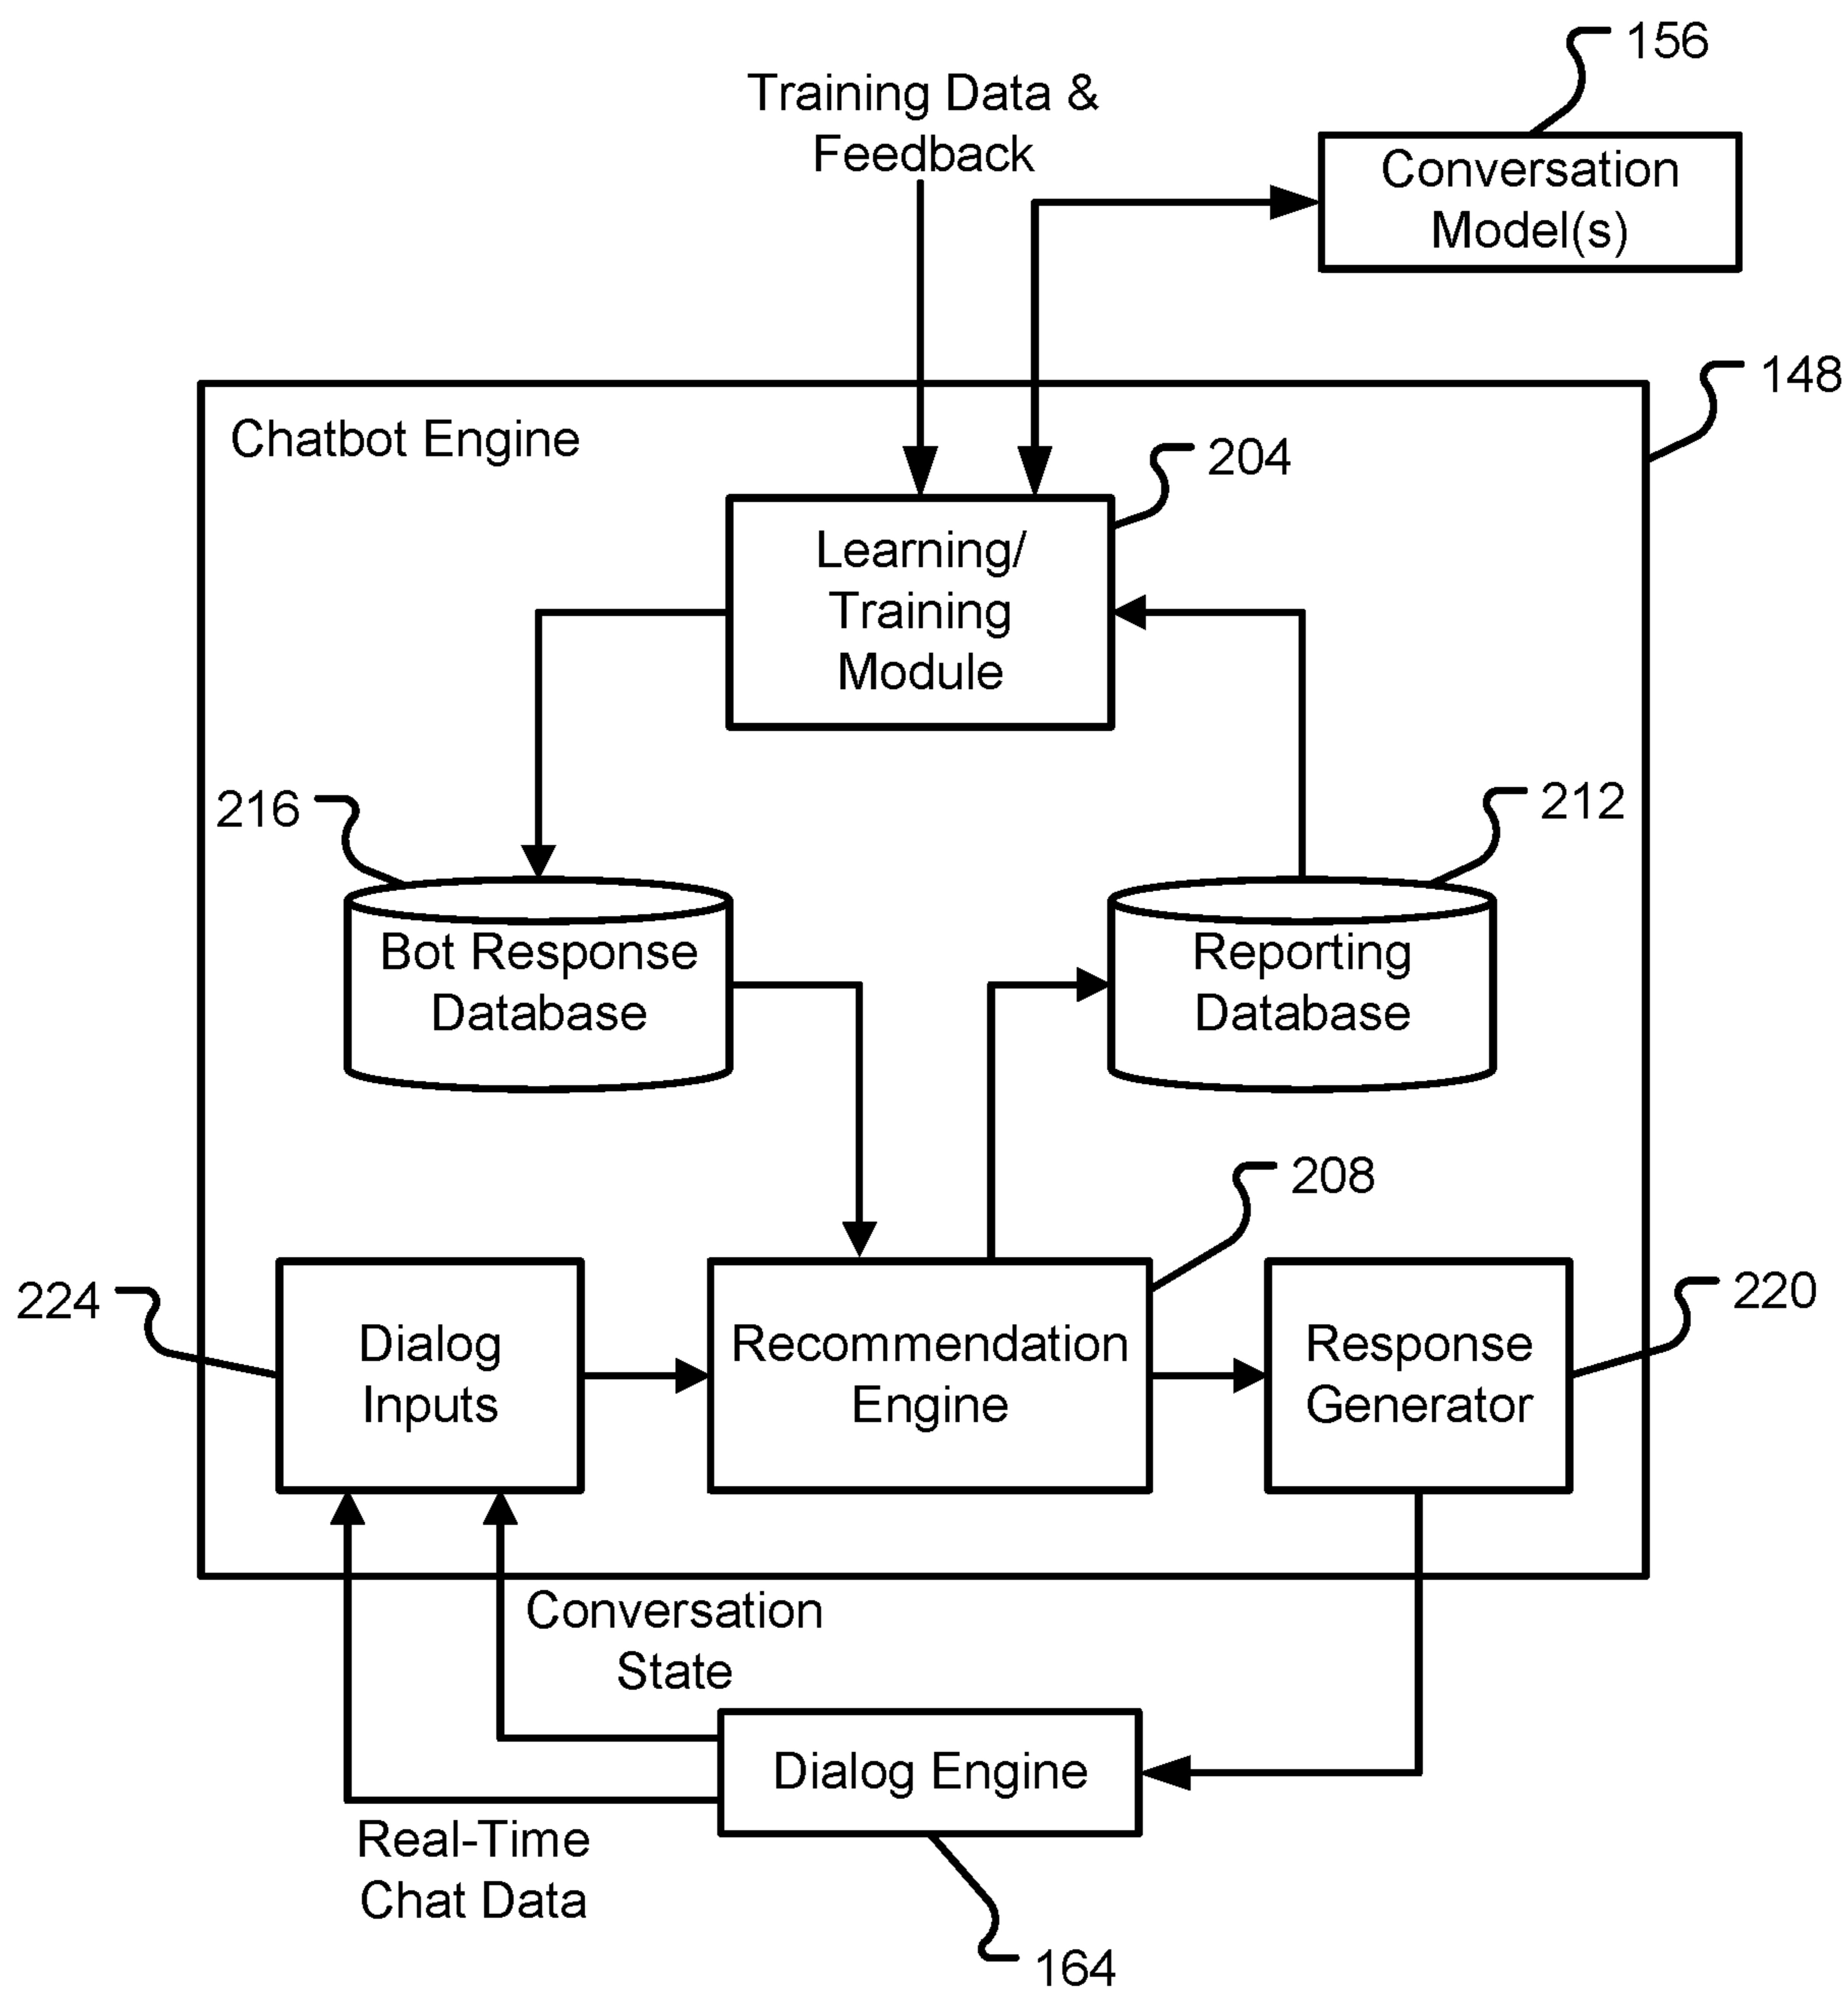 156
Training Data &
Feedback
Conversation
Model(s)
148
Chatbot Engine
204
Learning/
Training
Module
216
212
Bot Response
Database
Reporting
Database
208
224
220
Dialog
Inputs
Recommendation
Engine
Response
Generator
Conversation
State
Dialog Engine
Real-Time
Chat Data
164